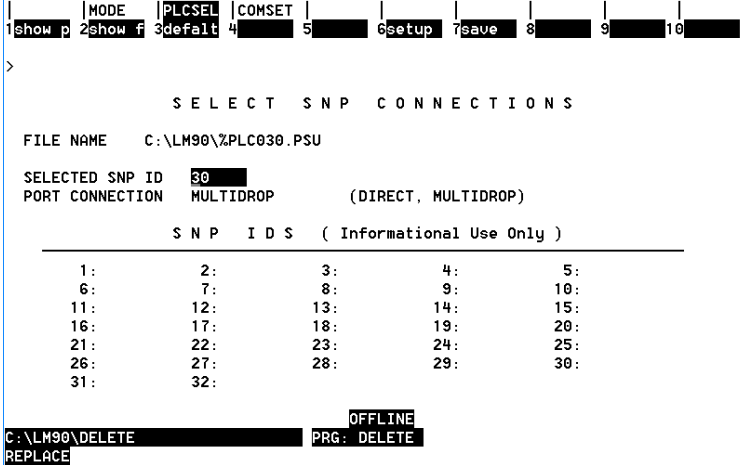 |       |MODE   |PLCSEL |COMSET |       |       |       |       |       |
1show p 2show f 3defalt 4 5 6setup 7save 8 9 10
>
S E L E C T   S N P   C O N N E C T I O N S
FILE NAME    C:\LM90\%PLC030.PSU
SELECTED SNP ID   30
PORT CONNECTION   MULTIDROP        (DIRECT, MULTIDROP)
S N P   I D S   ( Informational Use Only )
1:   2:   3:   4:   5:
6:   7:   8:   9:   10:
11:   12:   13:   14:   15:
16:   17:   18:   19:   20:
21:   22:   23:   24:   25:
26:   27:   28:   29:   30:
31:   32:
OFFLINE
C:\LM90\DELETE   PRG: DELETE
REPLACE